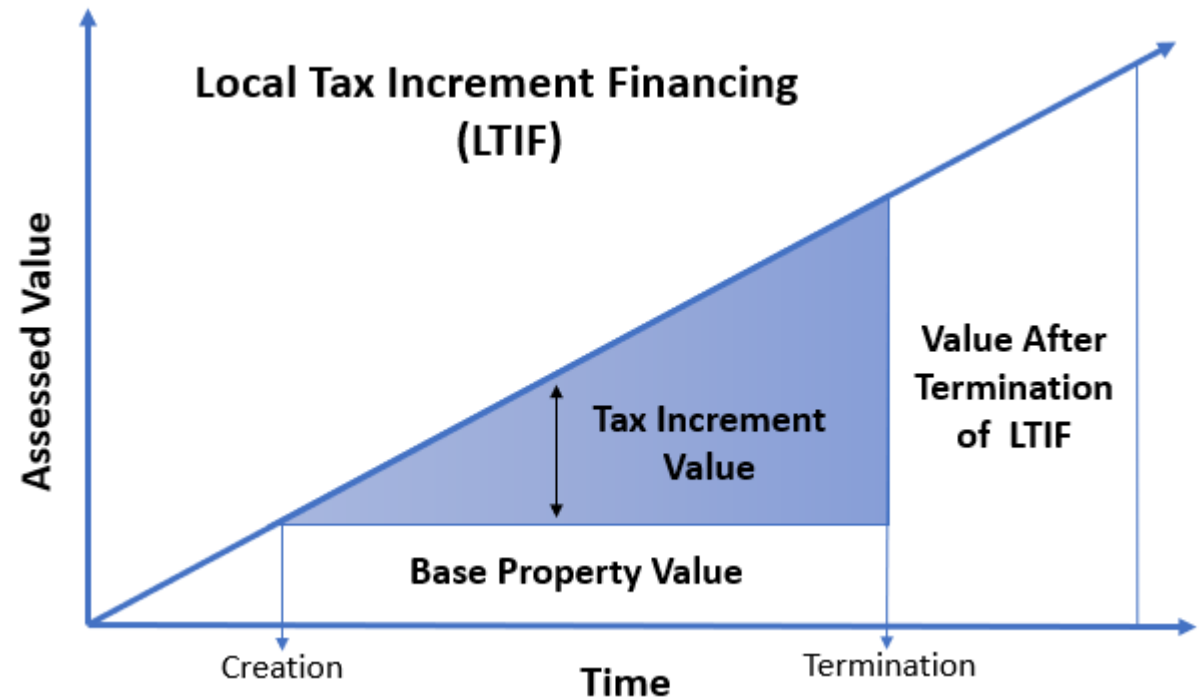 Local Tax Increment Financing
(LTIF)
Assessed Value
Tax Increment
Value
Value After
Termination
of LTIF
Base Property Value
Creation
Time
Termination